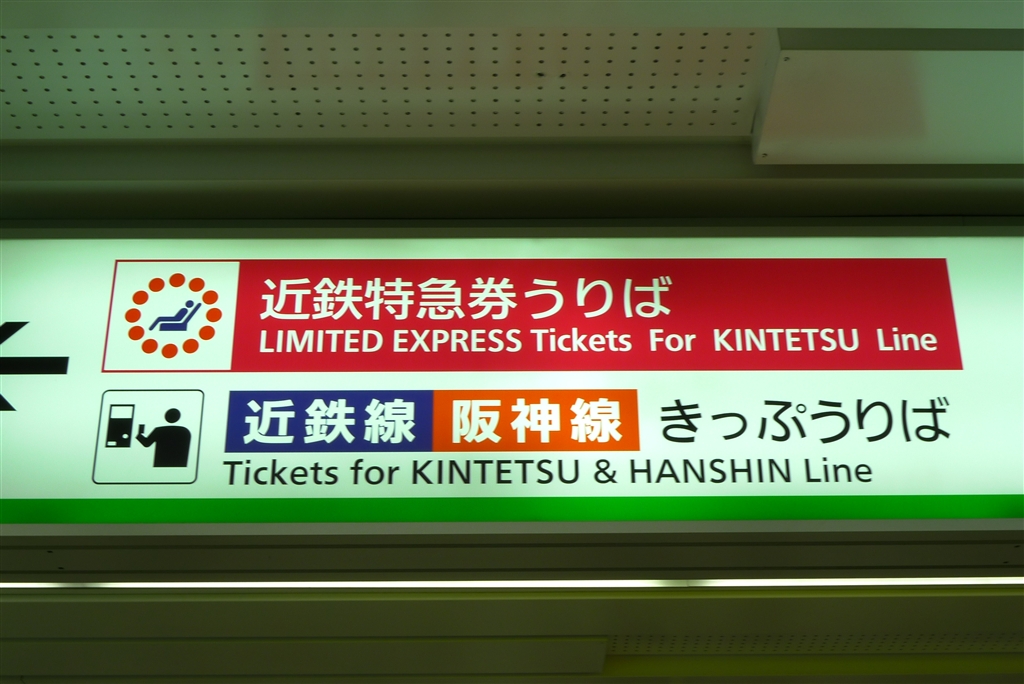 近鉄特急券うりば
LIMITED EXPRESS Tickets For KINTETSU Line
近鉄線 阪神線 きっぷうりば
Tickets for KINTETSU & HANSHIN Line